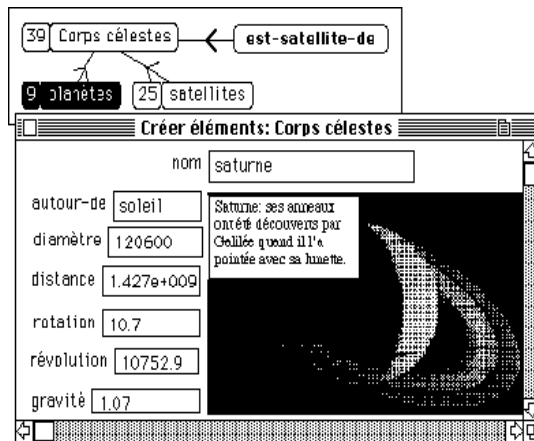 39 Corps célestes est-satellite-de
9 planètes 25 satellites
Créer éléments: Corps célestes
nom saturne
autour-de soleil
diamètre 120600
distance 1.427e+009
rotation 10.7
révolution 10752.9
gravité 1.07
Saturne: ses anneaux
ont été découverts par
Galilée quand il l'a
pointée avec sa lunette.